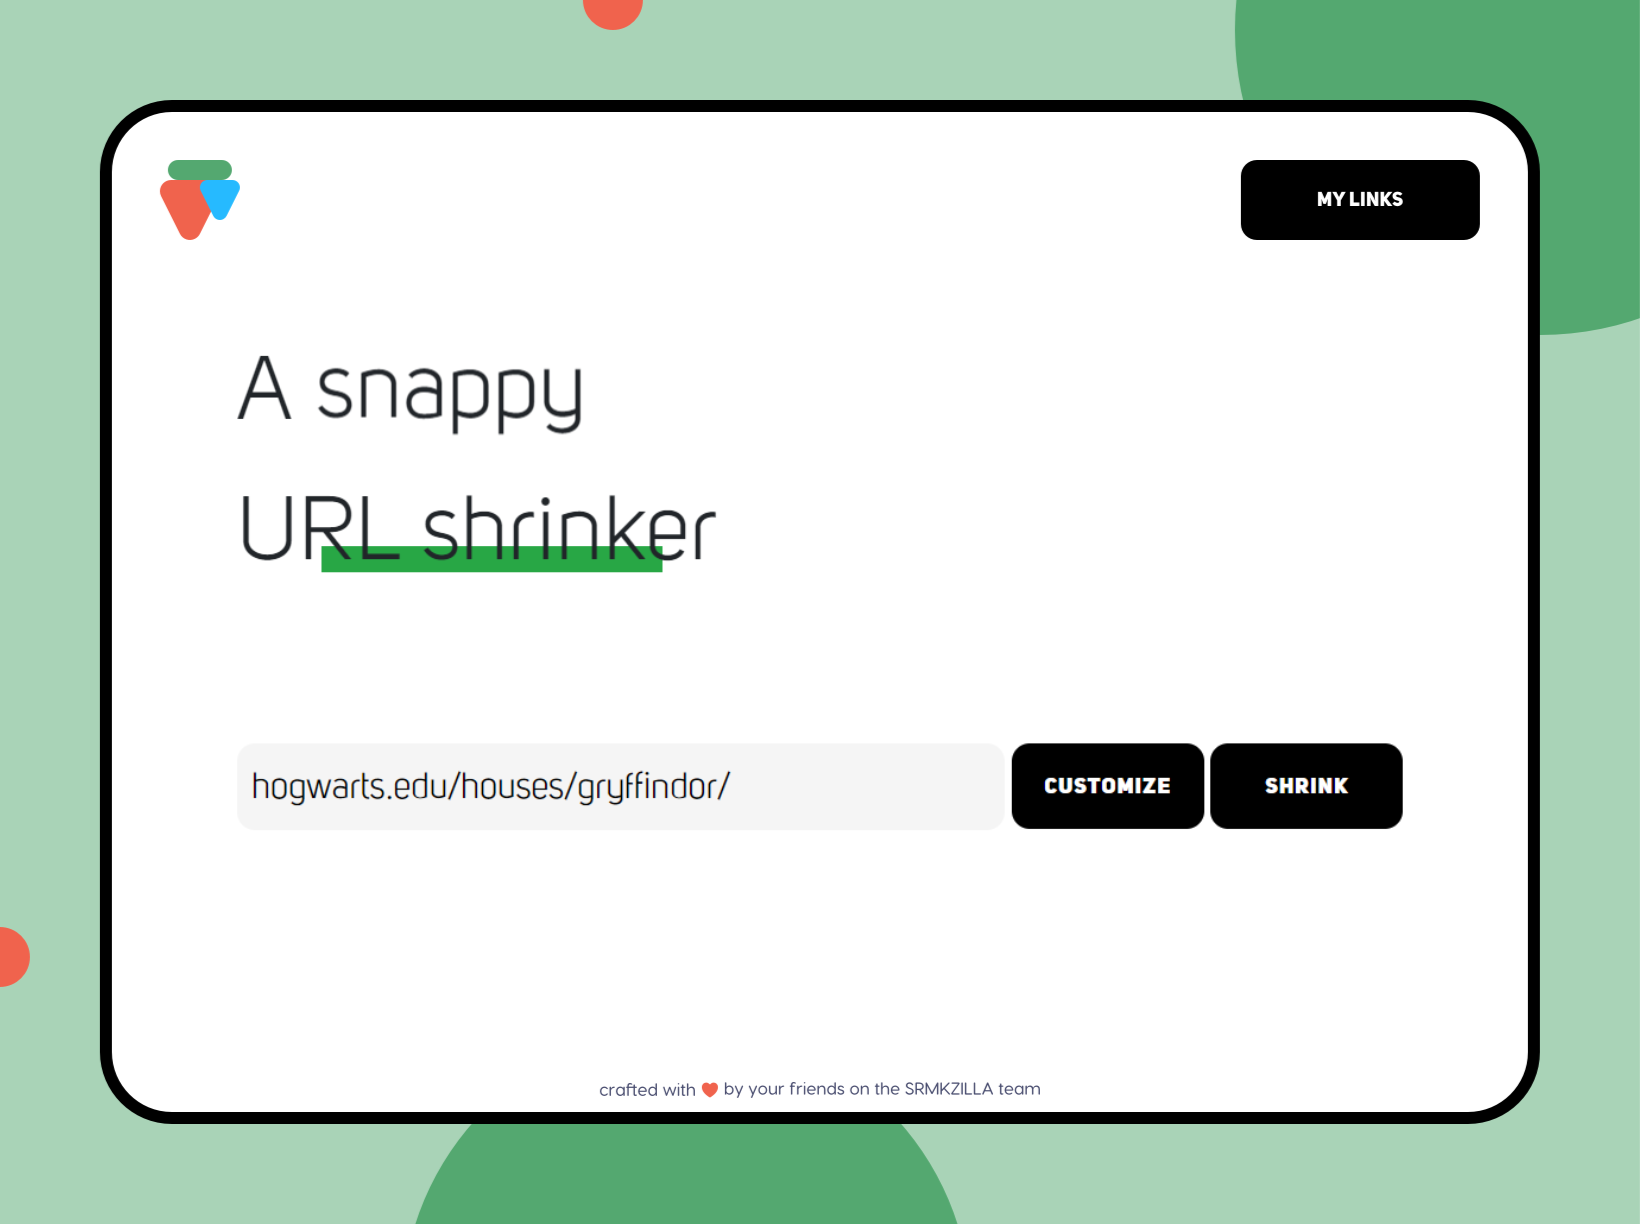 MY LINKS
A snappy
URL shrinker
hogwarts.edu/houses/gryffindor/
CUSTOMIZE
SHRINK
crafted with ❤ by your friends on the SRMKZILLA team